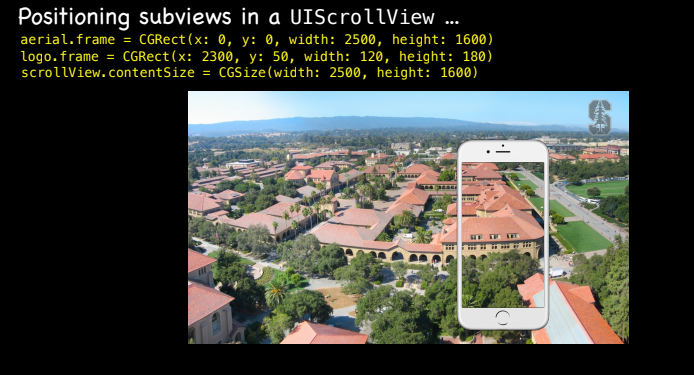 Positioning subviews in a UIScrollView …
aerial.frame = CGRect(x: 0, y: 0, width: 2500, height: 1600)
logo.frame = CGRect(x: 2300, y: 50, width: 120, height: 180)
scrollView.contentSize = CGSize(width: 2500, height: 1600)
S